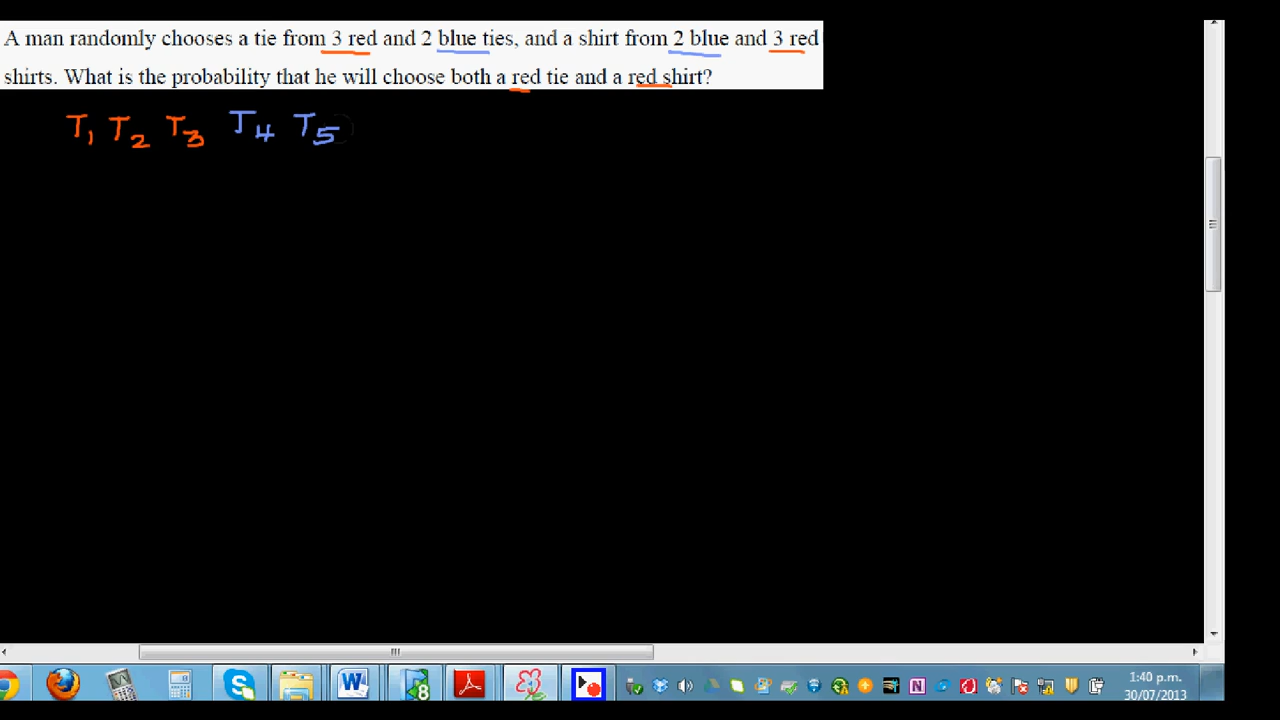 A man randomly chooses a tie from 3 red and 2 blue ties, and a shirt from 2 blue and 3 red
shirts. What is the probability that he will choose both a red tie and a red shirt?
T1 T2 T3 T4 T5
1:40 p.m.
30/07/2013